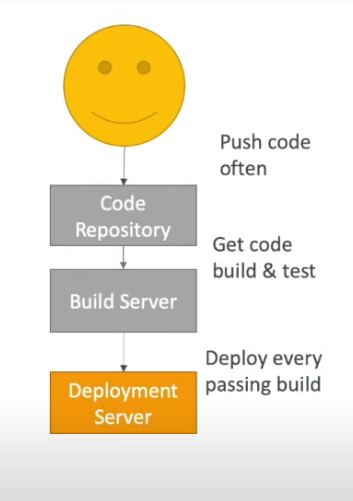 Push code
often
Code
Repository
Get code
build & test
Build Server
Deploy every
passing build
Deployment
Server